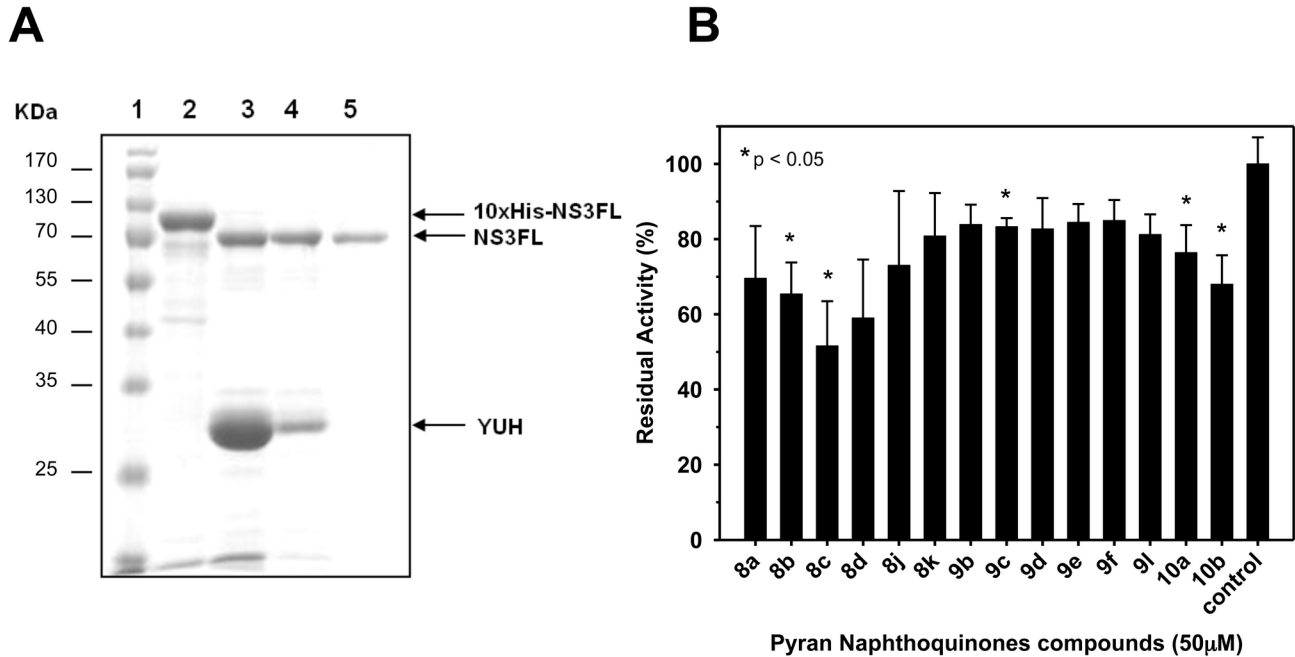 A
KDa 1 2 3 4 5
170
130
70
55
40
35
25
10xHis-NS3FL
NS3FL
YUH
B
* p < 0.05
Residual Activity (%)
100
80
60
40
20
0
* * * * *
8a 8b 8c 8d 8j 8k 9b 9c 9d 9e 9f 9l 10a 10b control
Pyran Naphthoquinones compounds (50µM)